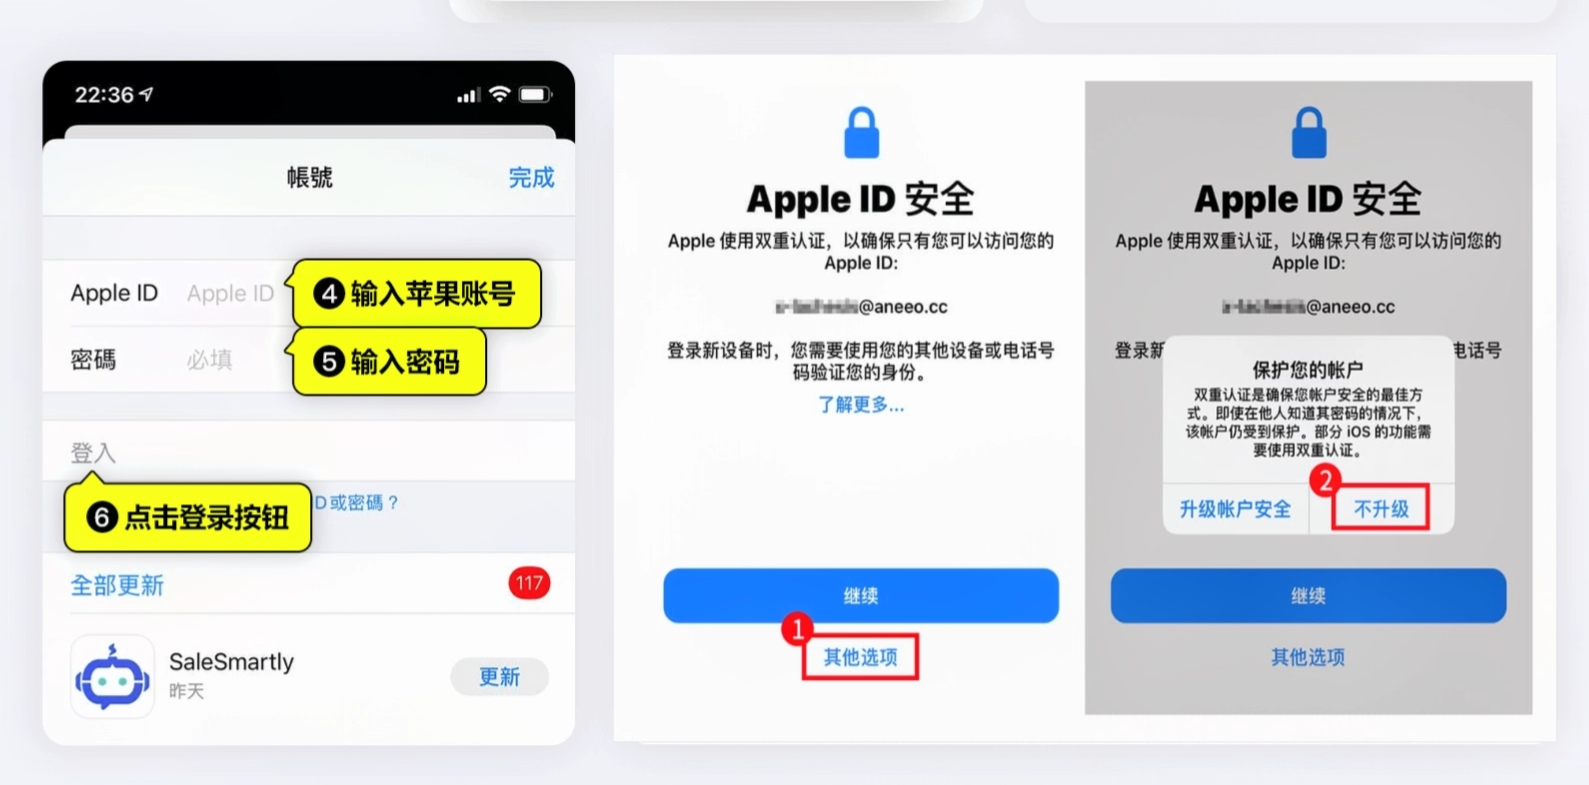 22:36
帳號
完成
Apple ID
Apple ID
④ 输入苹果账号
密碼
必填
⑤ 输入密码
登入
⑥ 点击登录按钮
D或密碼？
全部更新
117
SaleSmartly
昨天
更新
Apple ID 安全
Apple 使用双重认证，以确保只有您可以访问您的
Apple ID:
@aneeo.cc
登录新设备时，您需要使用您的其他设备或电话号
码验证您的身份。
了解更多...
继续
1
其他选项
Apple ID 安全
Apple 使用双重认证，以确保只有您可以访问您的
Apple ID:
@aneeo.cc
登录新
电话号
保护您的帐户
双重认证是确保您帐户安全的最佳方
式。即使在他人知道其密码的情况下，
该帐户仍受到保护。部分 iOS 的功能需
要使用双重认证。
2
升级帐户安全
不升级
继续
其他选项